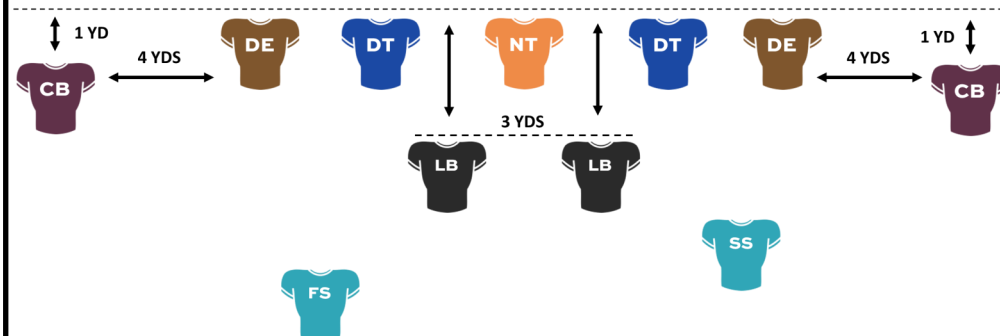 1 YD
DE
DT
NT
DT
DE
1 YD
4 YDS
4 YDS
CB
CB
3 YDS
LB
LB
SS
FS